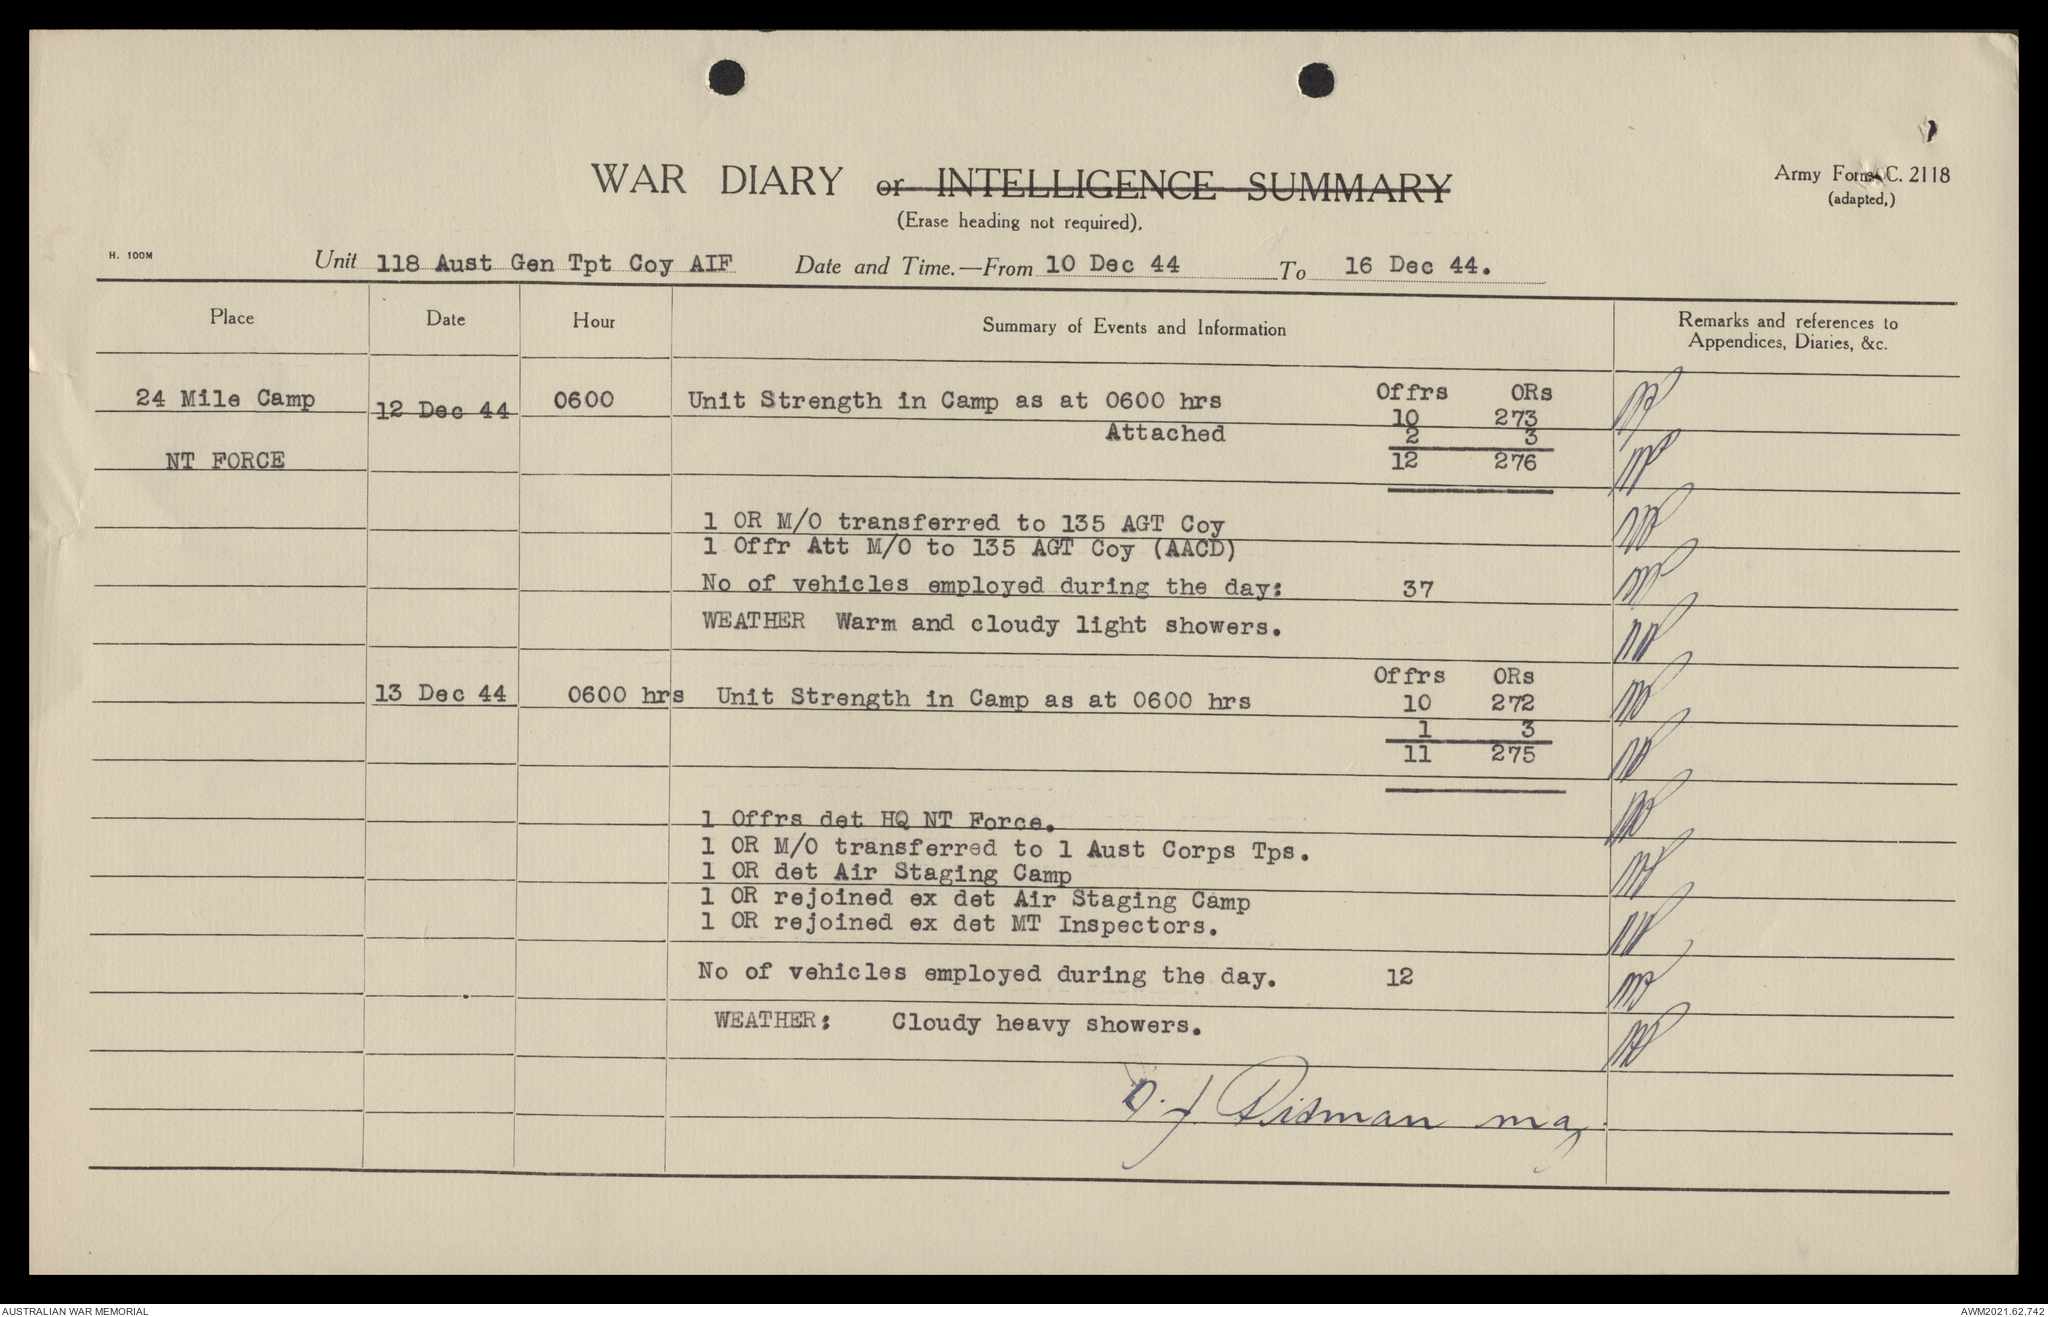 WAR DIARY or INTELLIGENCE SUMMARY
(Erase heading not required).
Army Form C. 2118
(adapted.)
H. 100M
Unit 118 Aust Gen Tpt Coy AIF Date and Time.—From 10 Dec 44 To 16 Dec 44.
Place Date Hour Summary of Events and Information Remarks and references to Appendices, Diaries, &c.
24 Mile Camp 12 Dec 44 0600 Unit Strength in Camp as at 0600 hrs Offrs ORs
10 273
Attached 2 3
NT FORCE 12 276
1 OR M/O transferred to 135 AGT Coy
1 Offr Att M/O to 135 AGT Coy (AACD)
No of vehicles employed during the day: 37
WEATHER Warm and cloudy light showers.
Offrs ORs
13 Dec 44 0600 hrs Unit Strength in Camp as at 0600 hrs 10 272
1 3
11 275
1 Offrs det HQ NT Force.
1 OR M/O transferred to 1 Aust Corps Tps.
1 OR det Air Staging Camp
1 OR rejoined ex det Air Staging Camp
1 OR rejoined ex det MT Inspectors.
No of vehicles employed during the day. 12
WEATHER: Cloudy heavy showers.
Maj
AUSTRALIAN WAR MEMORIAL
AWM2021.62.742